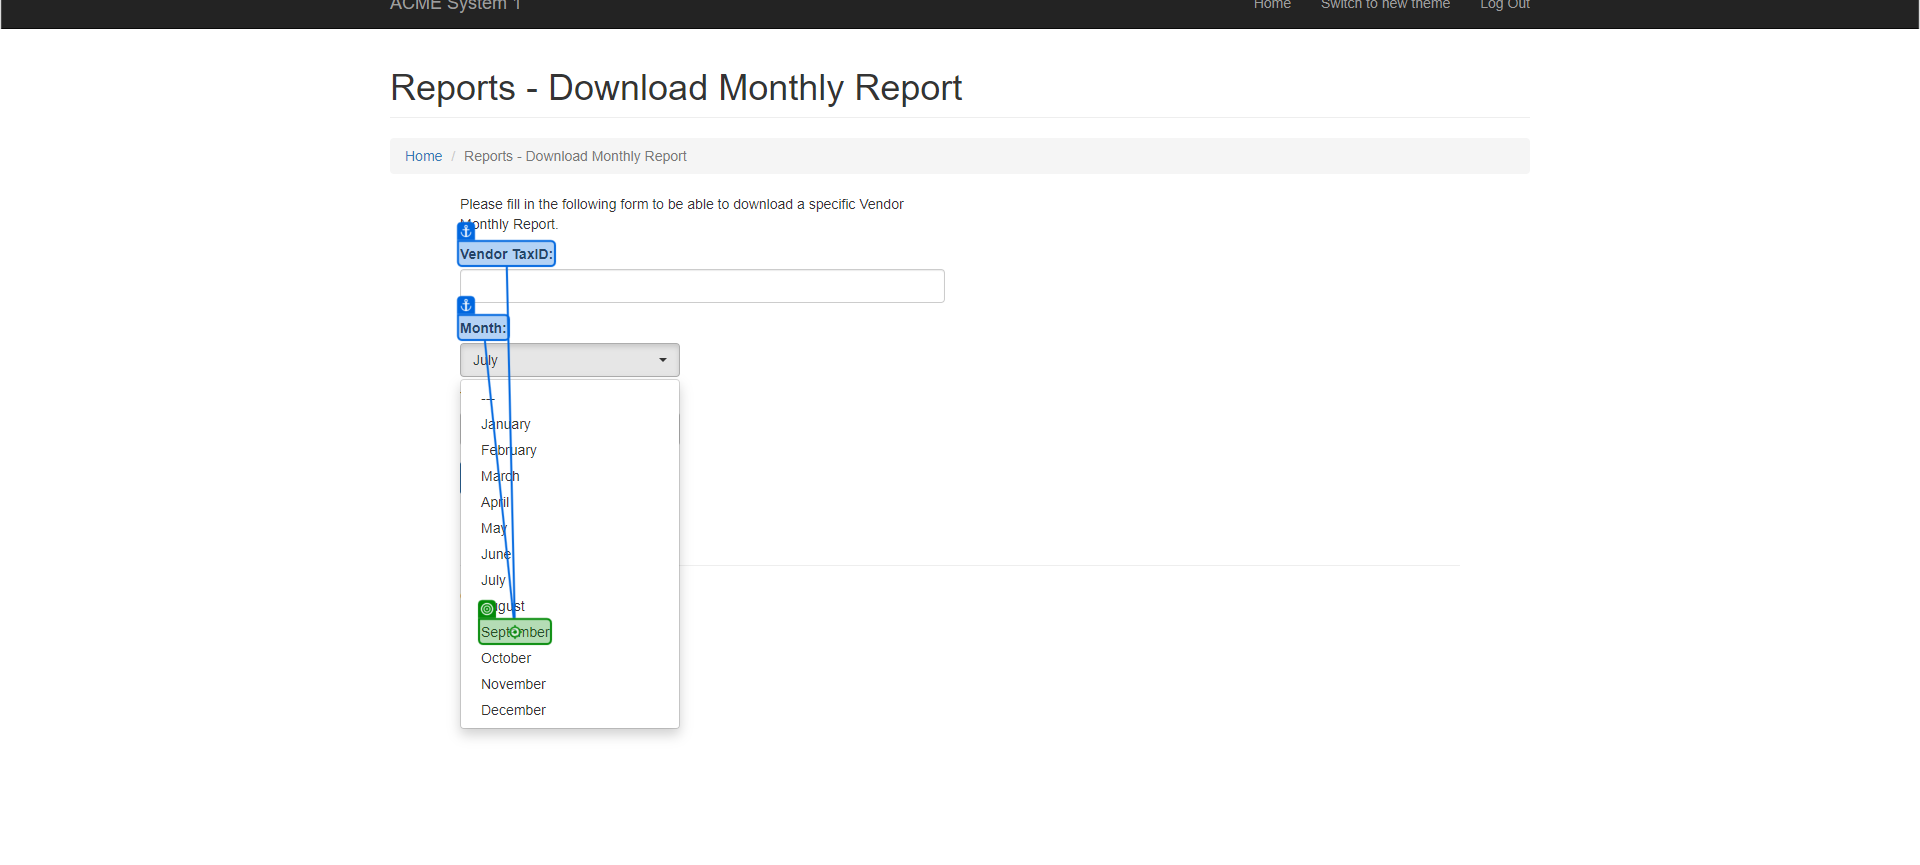 ACME System 1
Home Switch to new theme Log Out
Reports - Download Monthly Report
Home / Reports - Download Monthly Report
Please fill in the following form to be able to download a specific Vendor
Monthly Report.
Vendor TaxID:
Month:
July
---
January
February
March
April
May
June
July
August
September
October
November
December